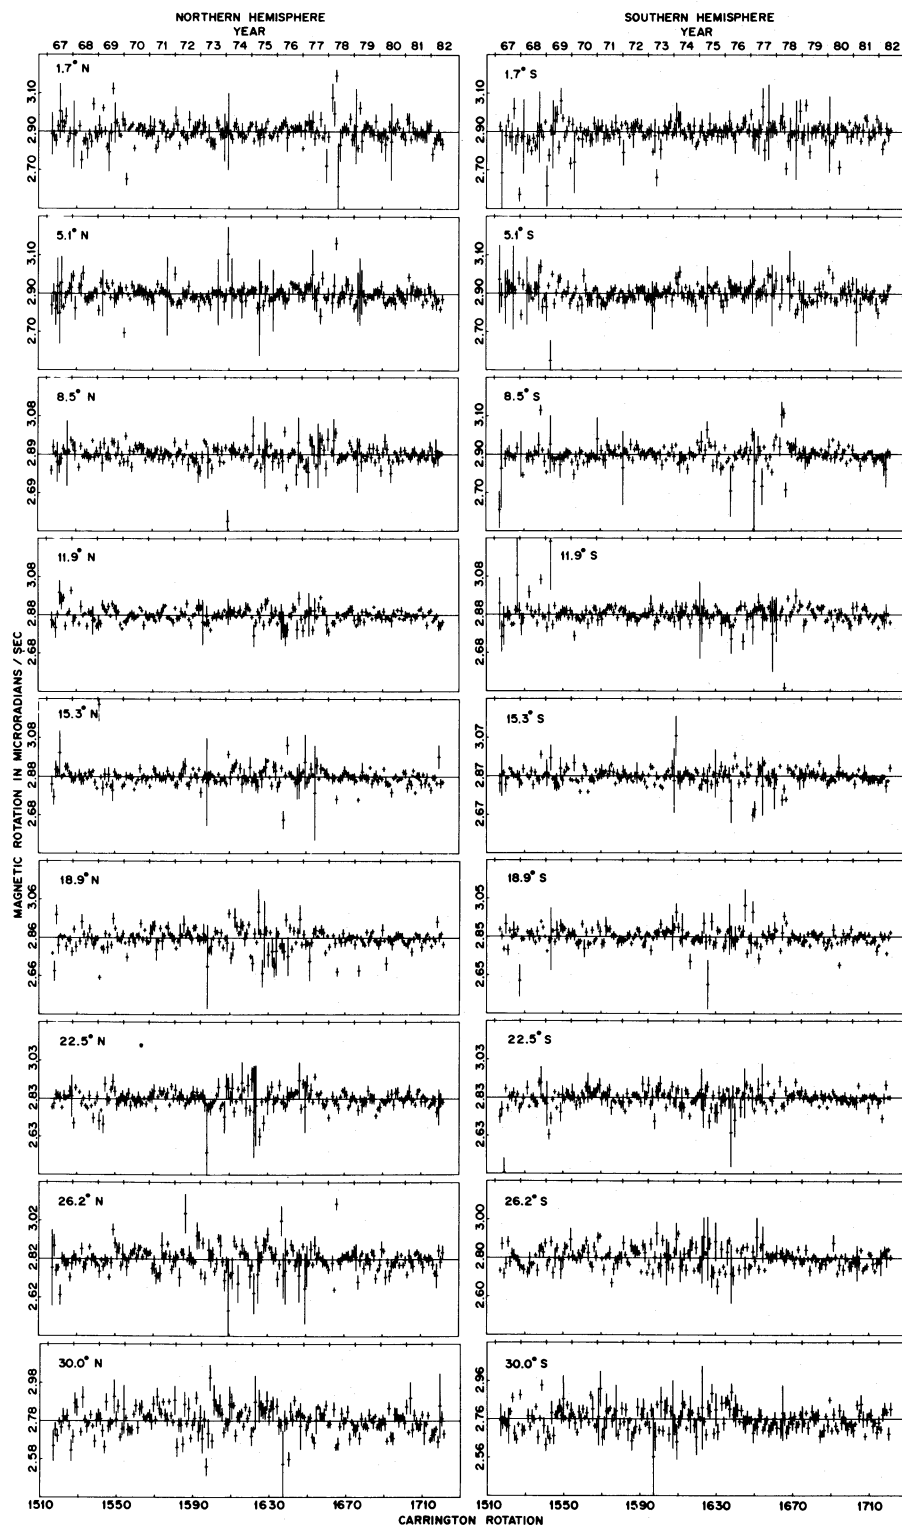 NORTHERN HEMISPHERE
YEAR
67 68 69 70 71 72 73 74 75 76 77 78 79 80 81 82
SOUTHERN HEMISPHERE
YEAR
67 68 69 70 71 72 73 74 75 76 77 78 79 80 81 82
MAGNETIC ROTATION IN MICRORADIANS / SEC
1.7° N
3.10
2.90
2.70
1.7° S
3.10
2.90
2.70
5.1° N
3.10
2.90
2.70
5.1° S
3.10
2.90
2.70
8.5° N
3.08
2.89
2.69
8.5° S
3.10
2.90
2.70
11.9° N
3.08
2.88
2.68
11.9° S
3.08
2.88
2.68
15.3° N
3.08
2.88
2.68
15.3° S
3.07
2.87
2.67
18.9° N
3.06
2.86
2.66
18.9° S
3.05
2.85
2.65
22.5° N
3.03
2.83
2.63
22.5° S
3.03
2.83
2.63
26.2° N
3.02
2.82
2.62
26.2° S
3.00
2.80
2.60
30.0° N
2.98
2.78
2.58
30.0° S
2.96
2.76
2.56
1510 1550 1590 1630 1670 1710
1510 1550 1590 1630 1670 1710
CARRINGTON ROTATION